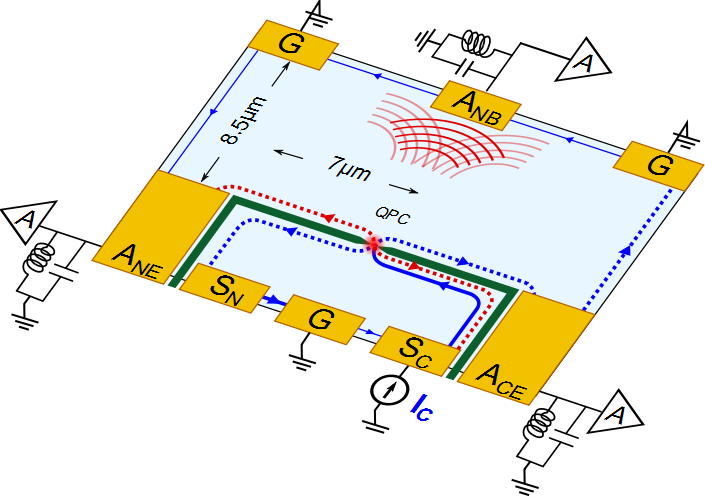 G
A
A_NB
8.5μm
G
7μm
QPC
A
A_NE
S_N
G
S_C
A_CE
I_C
A